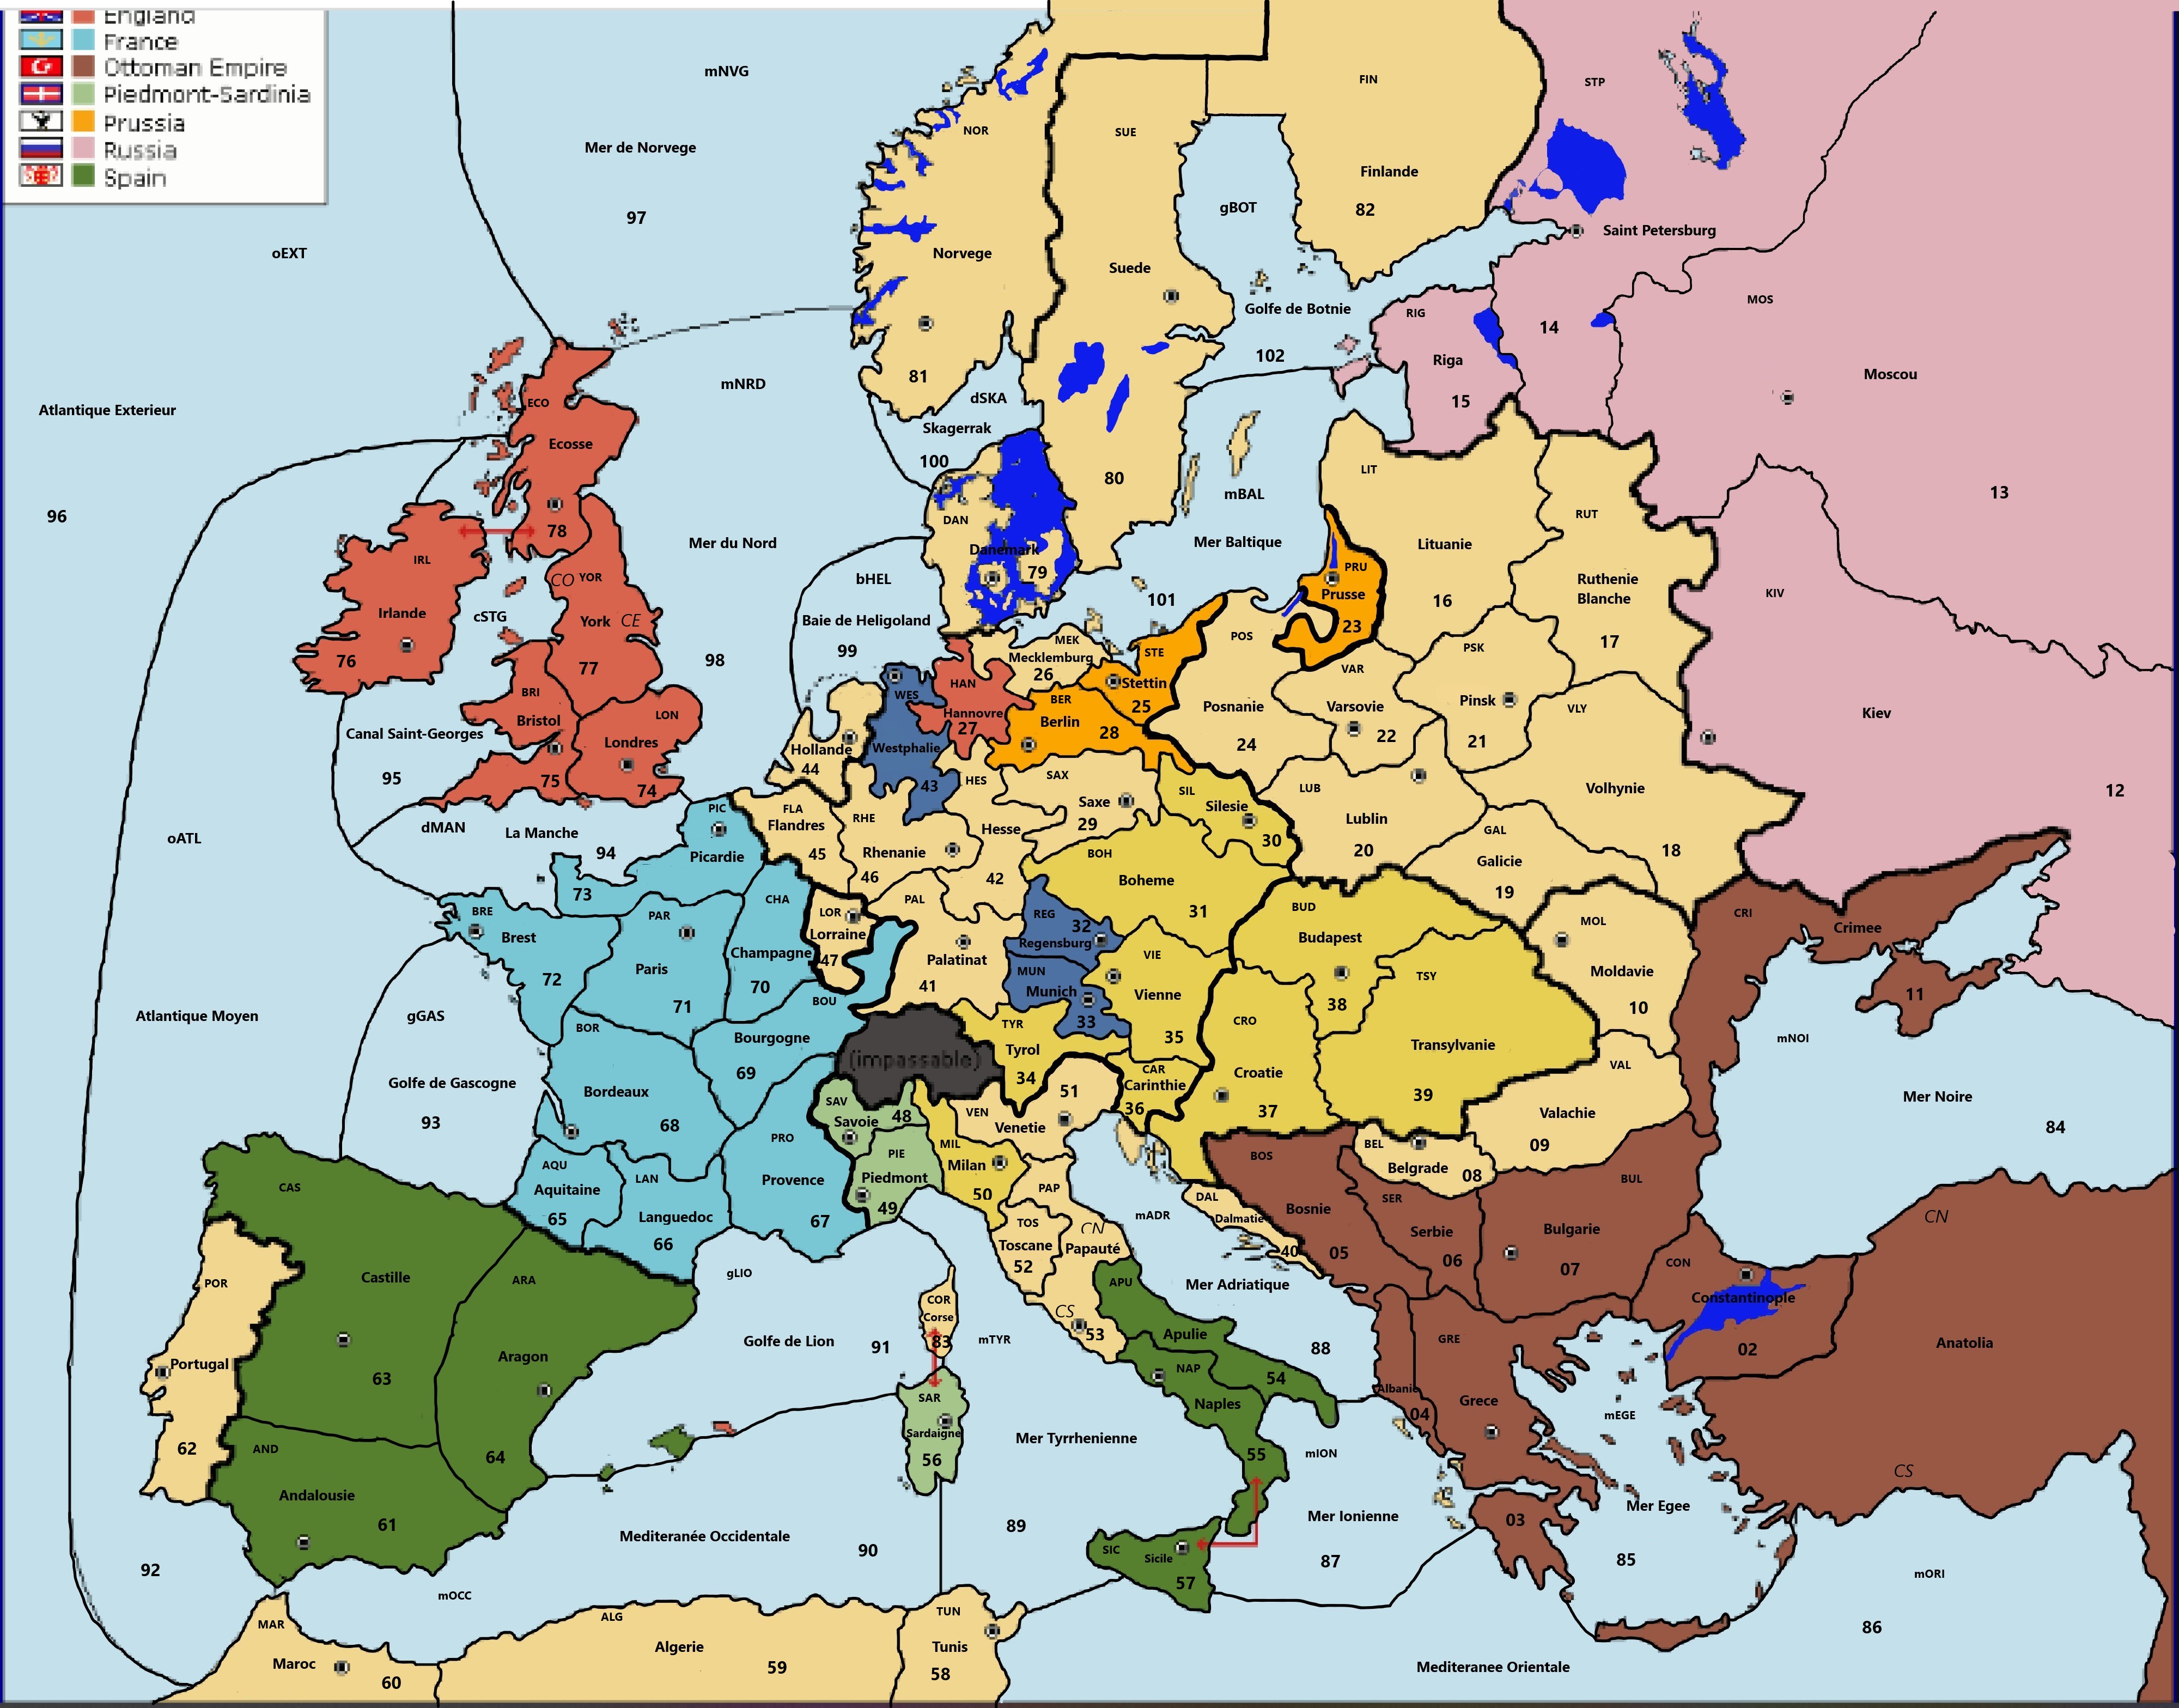 England
France
Ottoman Empire
Piedmont-Sardinia
Prussia
Russia
Spain
mNVG
Mer de Norvege
97
oEXT
Atlantique Exterieur
96
NOR
Norvege
81
SUE
Suede
80
FIN
Finlande
82
gBOT
Golfe de Botnie
102
STP
Saint Petersburg
14
MOS
Moscou
13
RIG
Riga
15
mNRD
Mer du Nord
98
dSKA
Skagerrak
100
ECO
Ecosse
78
IRL
Irlande
76
cSTG
Canal Saint-Georges
95
CO
YOR
York
CE
77
BRI
Bristol
75
LON
Londres
74
bHEL
Baie de Heligoland
99
DAN
Danemark
79
mBAL
Mer Baltique
101
LIT
Lituanie
16
RUT
Ruthenie
Blanche
17
KIV
Kiev
12
PRU
Prusse
23
POS
Posnanie
24
VAR
Varsovie
22
PSK
Pinsk
21
VLY
Volhynie
18
MEK
Mecklemburg
26
STE
Stettin
25
HAN
Hannovre
27
BER
Berlin
28
WES
Westphalie
43
Hollande
44
HES
Hesse
42
SAX
Saxe
29
SIL
Silesie
30
LUB
Lublin
20
GAL
Galicie
19
oATL
Atlantique Moyen
92
dMAN
La Manche
94
PIC
Picardie
73
FLA
Flandres
45
RHE
Rhenanie
46
BOH
Boheme
31
BRE
Brest
72
PAR
Paris
71
CHA
Champagne
70
LOR
Lorraine
47
PAL
Palatinat
41
REG
32
Regensburg
MUN
Munich
33
VIE
Vienne
35
BUD
Budapest
38
TSY
Transylvanie
39
MOL
Moldavie
10
CRI
Crimee
11
gGAS
Golfe de Gascogne
93
BOR
Bordeaux
68
BOU
Bourgogne
69
(impassable)
TYR
Tyrol
34
CAR
Carinthie
36
CRO
Croatie
37
VAL
Valachie
09
mNOI
Mer Noire
84
SAV
Savoie
48
VEN
Venetie
51
PIE
Piedmont
49
MIL
Milan
50
PRO
Provence
67
AQU
Aquitaine
65
LAN
Languedoc
66
BEL
Belgrade
08
BOS
Bosnie
05
SER
Serbie
06
BUL
Bulgarie
07
CAS
Castille
63
ARA
Aragon
64
POR
Portugal
62
AND
Andalousie
61
gLIO
Golfe de Lion
91
COR
Corse
83
mTYR
Mer Tyrrhenienne
89
PAP
CN
Papauté
CS
53
TOS
Toscane
52
mADR
Mer Adriatique
88
DAL
Dalmatie
40
APU
Apulie
54
NAP
Naples
55
SAR
Sardaigne
56
SIC
Sicile
57
mION
Mer Ionienne
87
Albanie
04
GRE
Grece
03
CON
Constantinople
02
CN
Anatolia
CS
mEGE
Mer Egee
85
mORI
86
Mediteranee Orientale
Mediteranée Occidentale
90
mOCC
MAR
Maroc
60
ALG
Algerie
59
TUN
Tunis
58